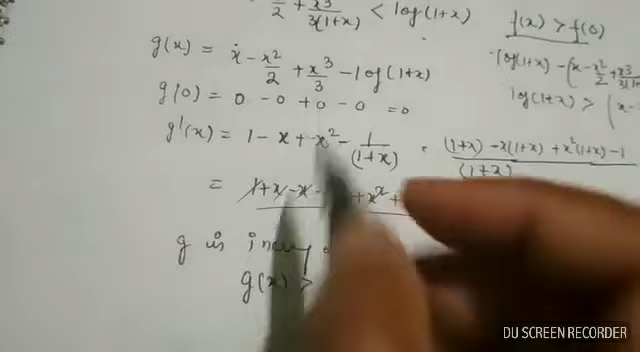 /2 + x³/3(1+x) < log(1+x)
f(x) > f(0)
log(1+x) - (x - x²/2 + x³/3(1+
log(1+x) > (x -
g(x) = x - x²/2 + x³/3 - log(1+x)
g(0) = 0 - 0 + 0 - 0 = 0
g'(x) = 1 - x + x² - 1/(1+x) = (1+x) - x(1+x) + x²(1+x) - 1/(1+x)
= 1 + x - x - + x² +
g is
g(x) >
DU SCREEN RECORDER